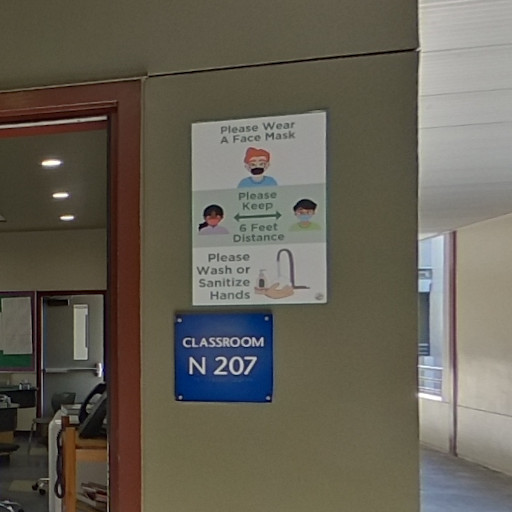 Please Wear
A Face Mask
Please
Keep
6 Feet
Distance
Please
Wash or
Sanitize
Hands
CLASSROOM
N 207